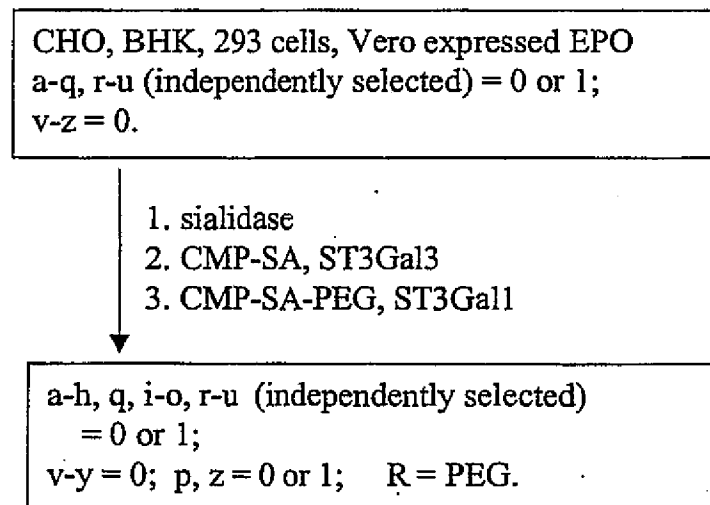 CHO, BHK, 293 cells, Vero expressed EPO
a-q, r-u (independently selected) = 0 or 1;
v-z = 0.
1. sialidase
2. CMP-SA, ST3Gal3
3. CMP-SA-PEG, ST3Gal1
a-h, q, i-o, r-u (independently selected)
= 0 or 1;
v-y = 0; p, z = 0 or 1; R = PEG.